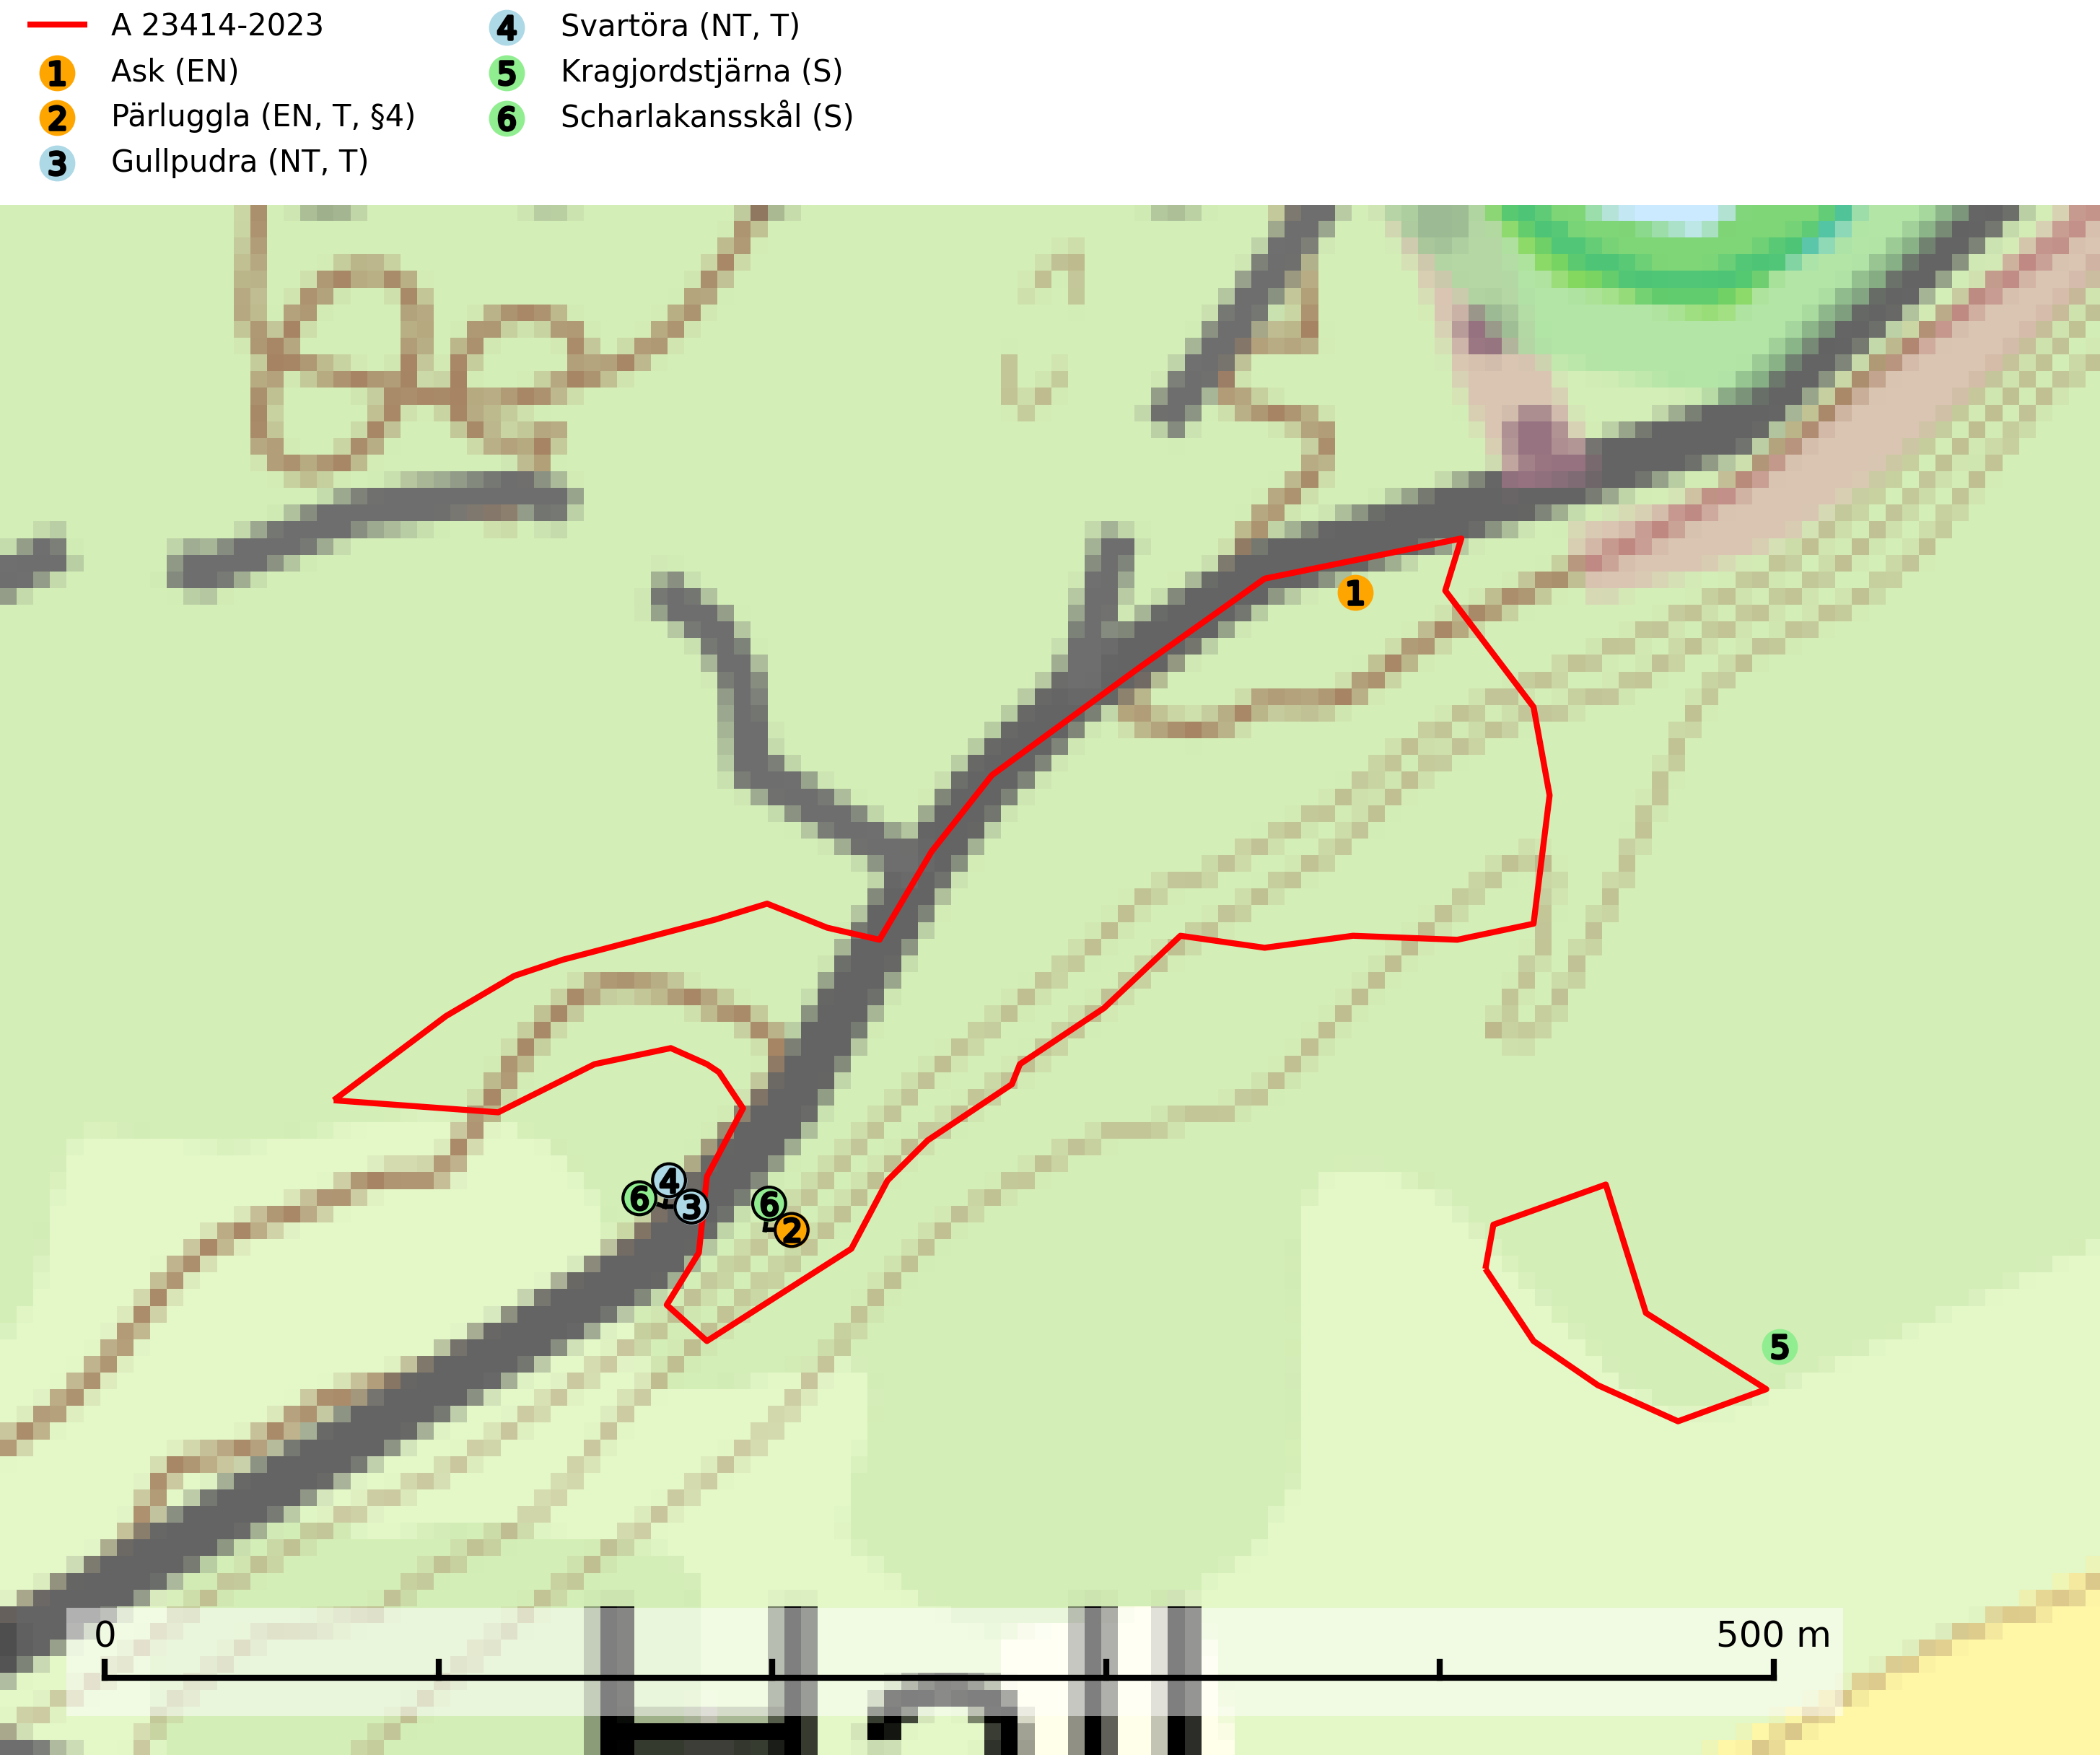 A 23414-2023
1 Ask (EN)
2 Pärluggla (EN, T, §4)
3 Gullpudra (NT, T)
4 Svartöra (NT, T)
5 Kragjordstjärna (S)
6 Scharlakansskål (S)
1
4
6
3
6
2
5
0 500 m